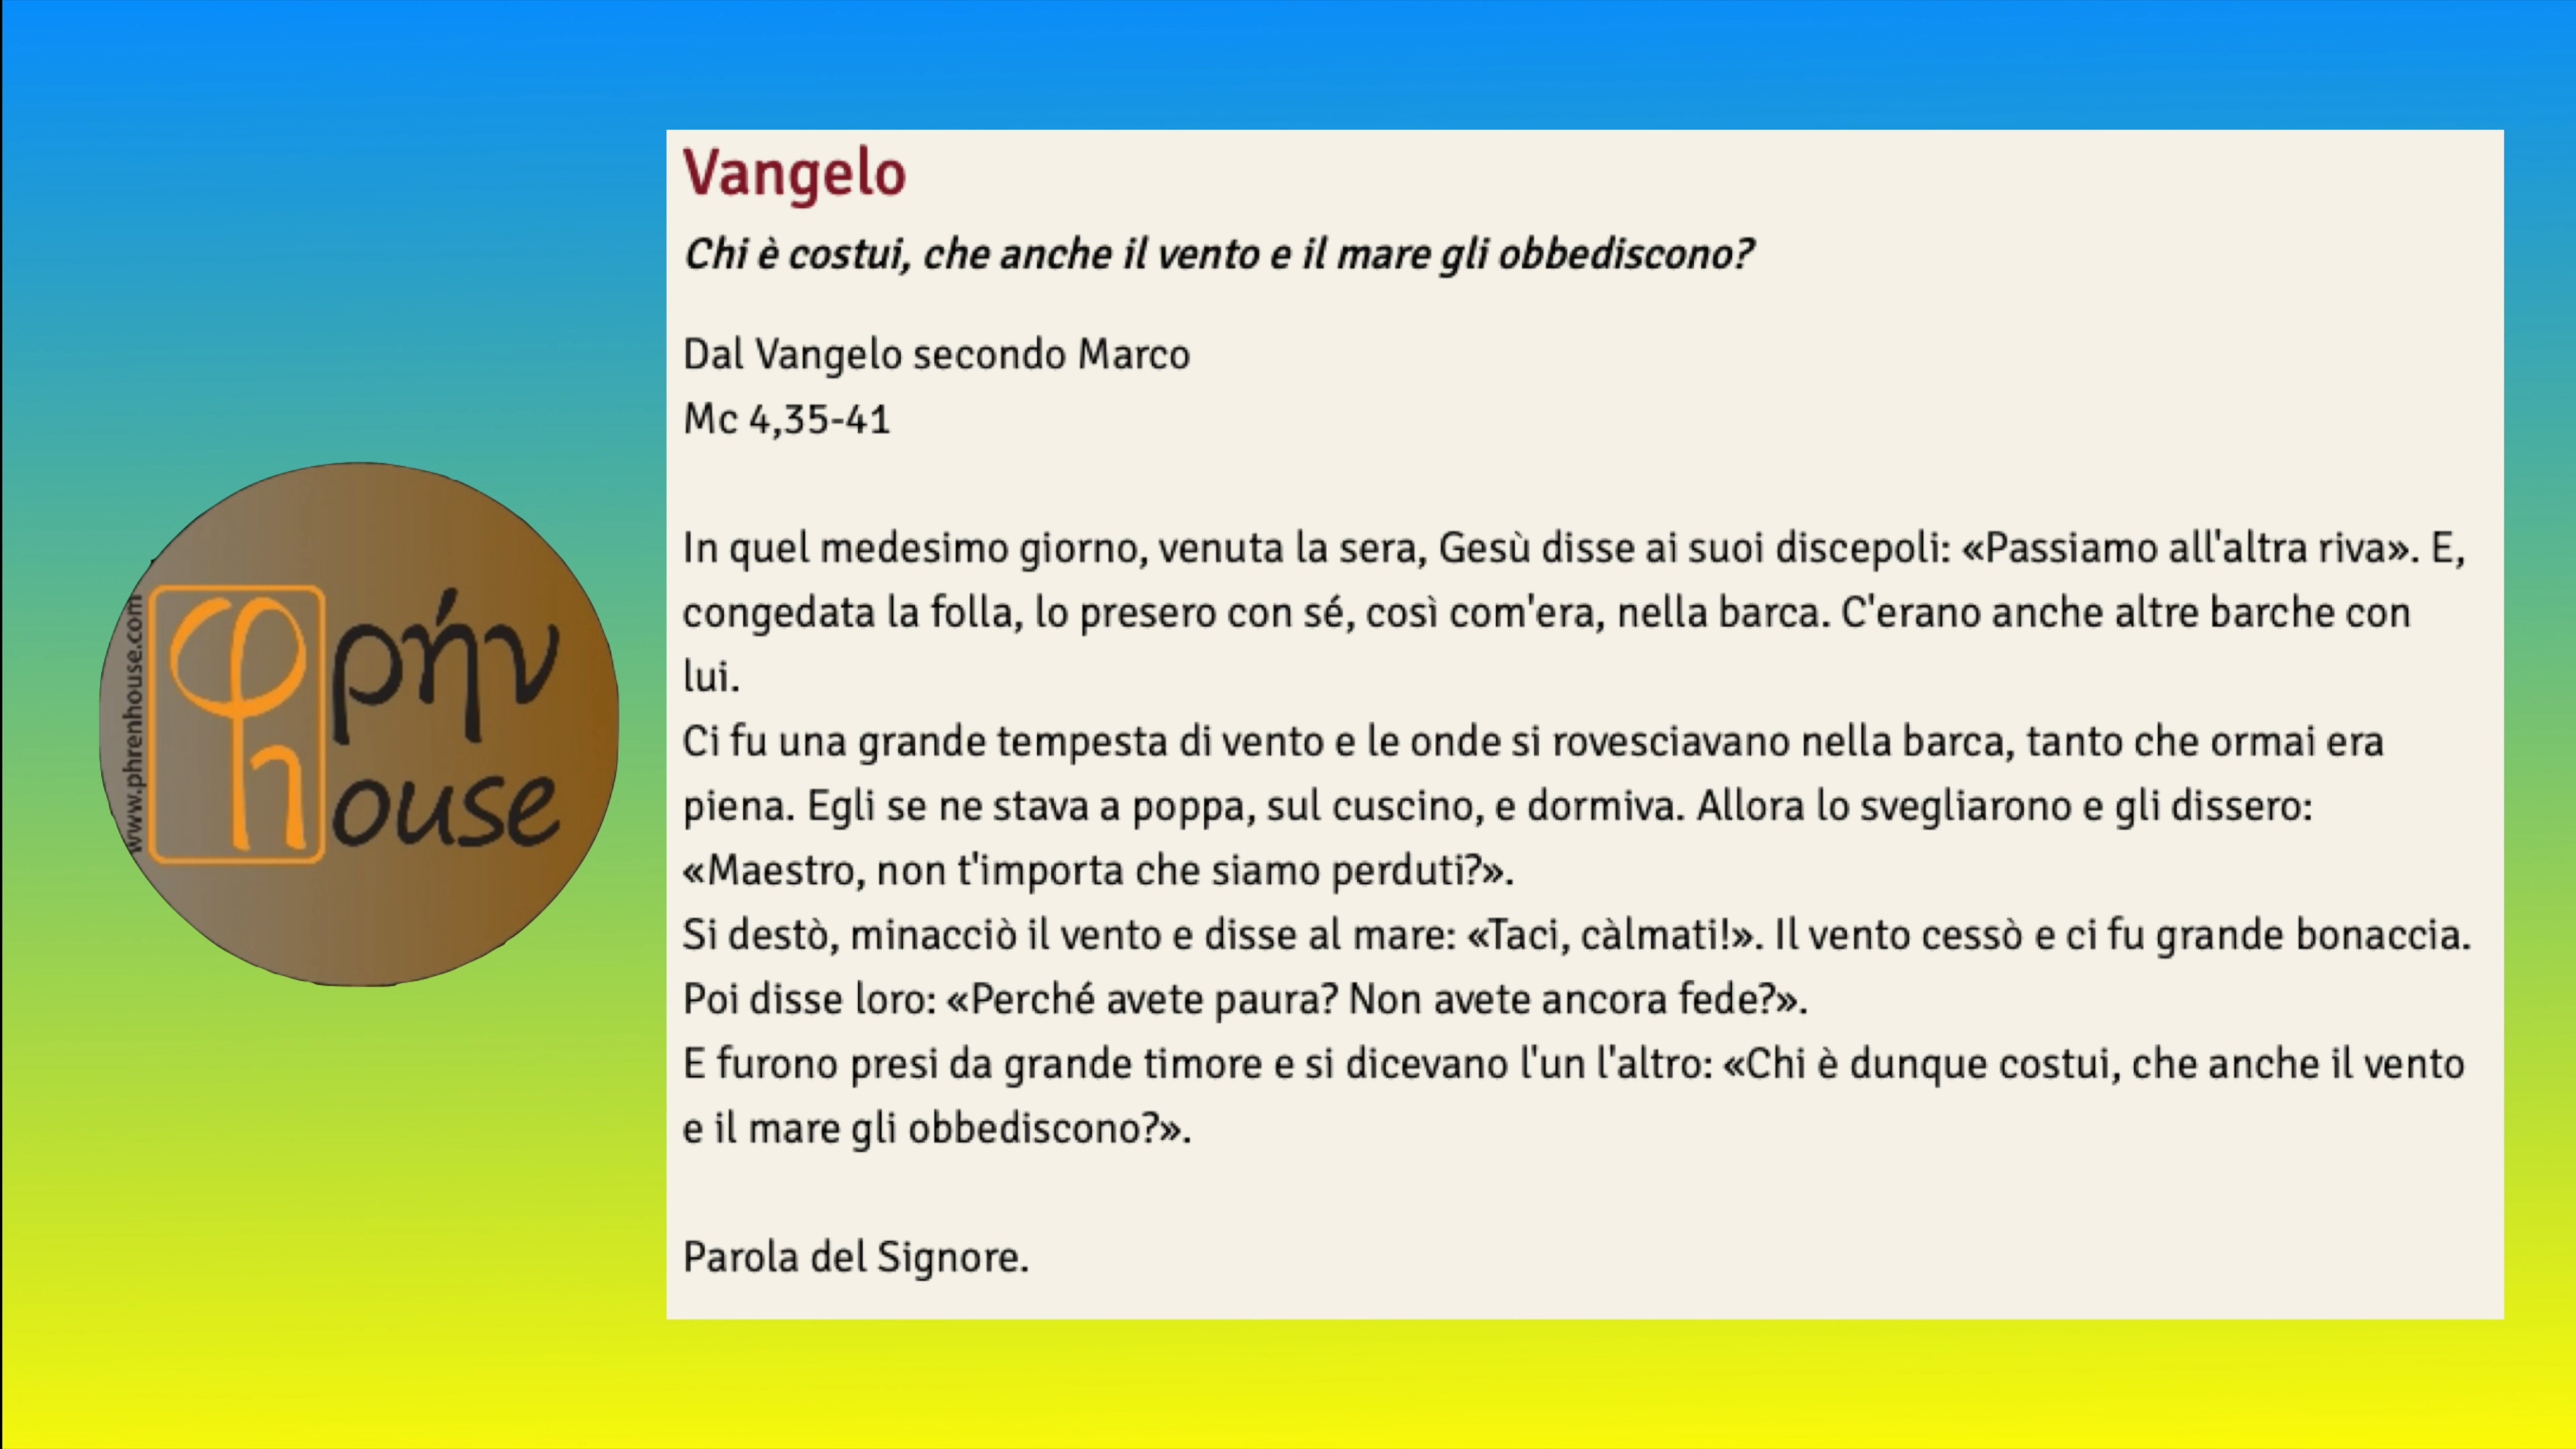 www.phrenhouse.com
φρήν
house
Vangelo
Chi è costui, che anche il vento e il mare gli obbediscono?
Dal Vangelo secondo Marco
Mc 4,35-41
In quel medesimo giorno, venuta la sera, Gesù disse ai suoi discepoli: «Passiamo all'altra riva». E,
congedata la folla, lo presero con sé, così com'era, nella barca. C'erano anche altre barche con
lui.
Ci fu una grande tempesta di vento e le onde si rovesciavano nella barca, tanto che ormai era
piena. Egli se ne stava a poppa, sul cuscino, e dormiva. Allora lo svegliarono e gli dissero:
«Maestro, non t'importa che siamo perduti?».
Si destò, minacciò il vento e disse al mare: «Taci, càlmati!». Il vento cessò e ci fu grande bonaccia.
Poi disse loro: «Perché avete paura? Non avete ancora fede?».
E furono presi da grande timore e si dicevano l'un l'altro: «Chi è dunque costui, che anche il vento
e il mare gli obbediscono?».
Parola del Signore.